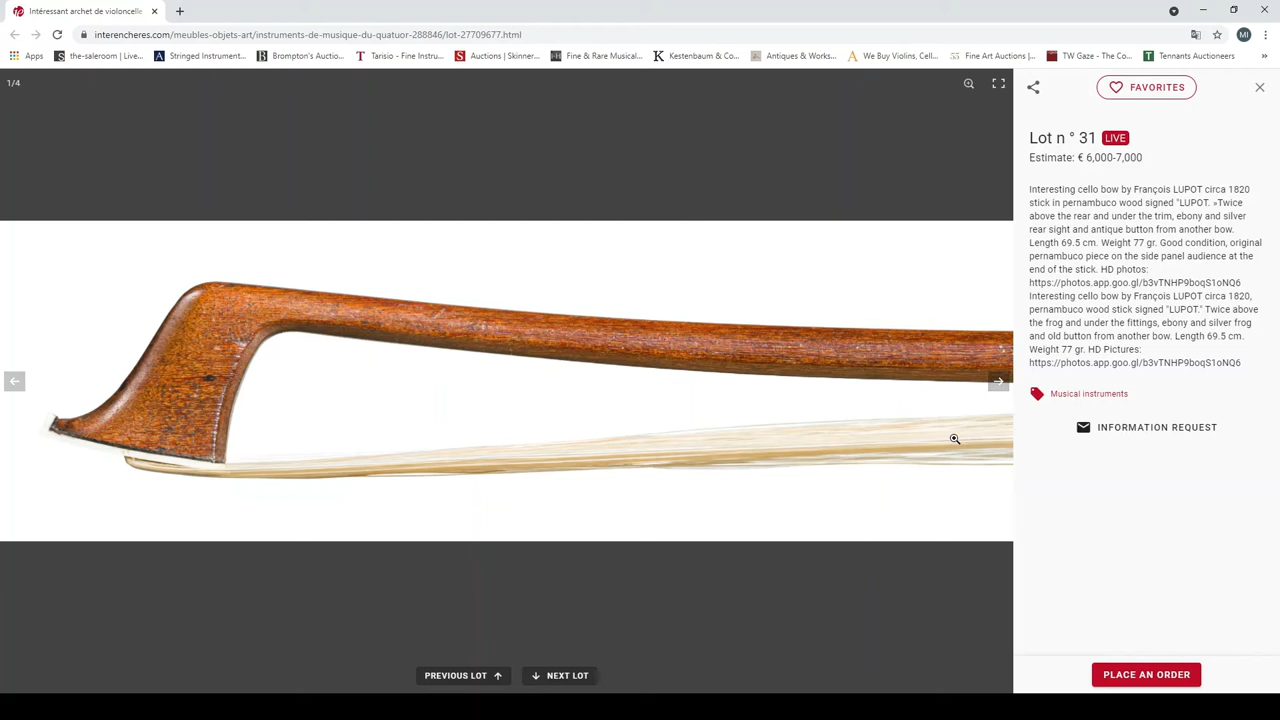 Intéressant archet de violoncelle
interencheres.com/meubles-objets-art/instruments-de-musique-du-quatuor-288846/lot-27709677.html
MI
Apps
the-saleroom | Live...
Stringed Instrument...
Brompton's Auctio...
Tarisio - Fine Instru...
Auctions | Skinner...
Fine & Rare Musical...
Kestenbaum & Co...
Antiques & Works...
We Buy Violins, Cell...
Fine Art Auctions |...
TW Gaze - The Co...
Tennants Auctioneers
»
1/4
FAVORITES
Lot n ° 31 LIVE
Estimate: € 6,000-7,000
Interesting cello bow by François LUPOT circa 1820
stick in pernambuco wood signed "LUPOT. »Twice
above the rear and under the trim, ebony and silver
rear sight and antique button from another bow.
Length 69.5 cm. Weight 77 gr. Good condition, original
pernambuco piece on the side panel audience at the
end of the stick. HD photos:
https://photos.app.goo.gl/b3vTNHP9boqS1oNQ6
Interesting cello bow by François LUPOT circa 1820,
pernambuco wood stick signed "LUPOT." Twice above
the frog and under the fittings, ebony and silver frog
and old button from another bow. Length 69.5 cm.
Weight 77 gr. HD Pictures:
https://photos.app.goo.gl/b3vTNHP9boqS1oNQ6
Musical instruments
INFORMATION REQUEST
PREVIOUS LOT
NEXT LOT
PLACE AN ORDER